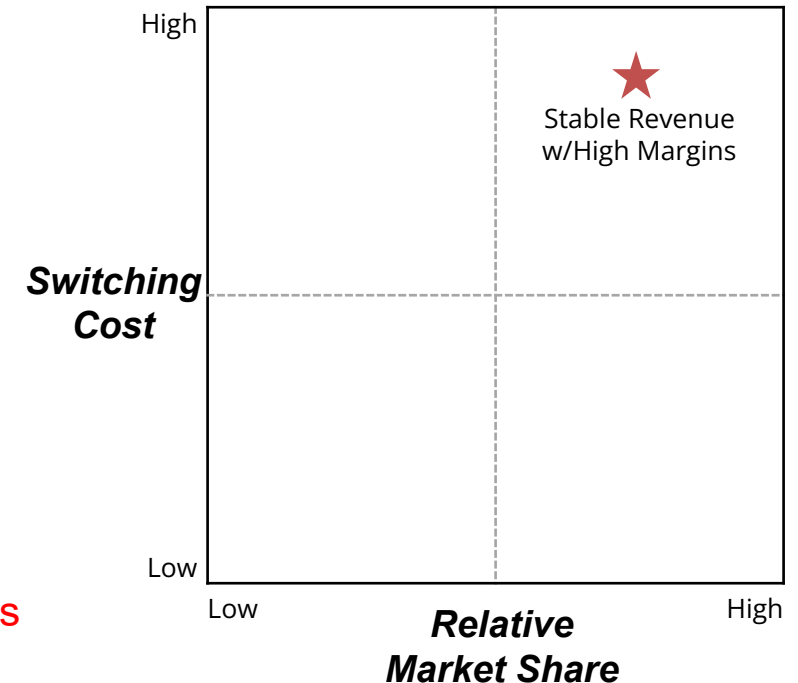 High
Stable Revenue
w/High Margins
Switching
Cost
Low
s
Low
High
Relative
Market Share